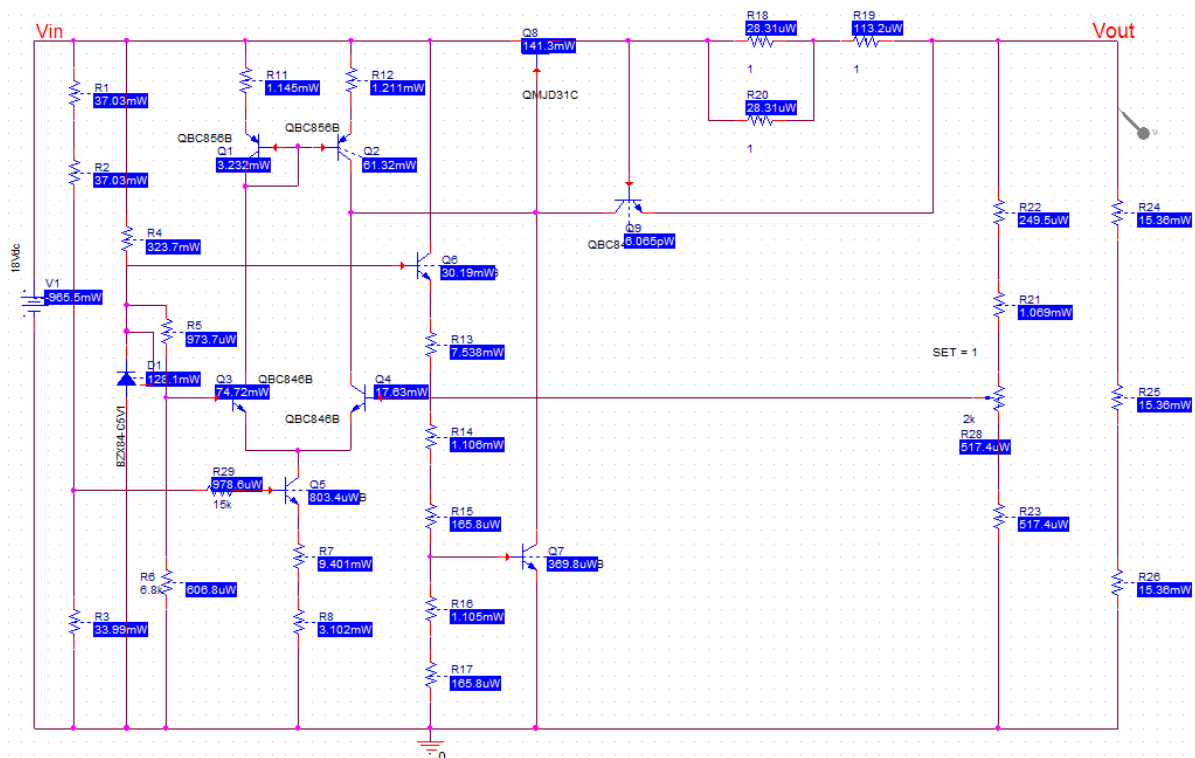 Vin
Vout
R18
28.31uW
1
R19
113.2uW
1
Q8
141.3mW
QMJD31C
R20
28.31uW
1
R1
37.03mW
R11
1.145mW
R12
1.211mW
QBC856B
QBC856B
Q1
3.232mW
Q2
61.32mW
R2
37.03mW
R4
323.7mW
R22
249.5uW
R24
15.36mW
Q9
6.065pW
QBC84
18Vdc
V1
-965.5mW
Q6
30.19mW
R21
1.069mW
R5
973.7uW
R13
7.538mW
SET = 1
D1
128.1mW
BZX84-C5V1
Q3
74.72mW
QBC846B
Q4
17.63mW
QBC846B
R25
15.36mW
2k
R28
517.4uW
R14
1.106mW
R29
978.6uW
15k
Q5
803.4uW
B
R15
165.8uW
R23
517.4uW
R7
9.401mW
Q7
369.8uW
B
R6
6.8k
606.8uW
R26
15.36mW
R3
33.99mW
R8
3.102mW
R16
1.105mW
R17
165.8uW
0